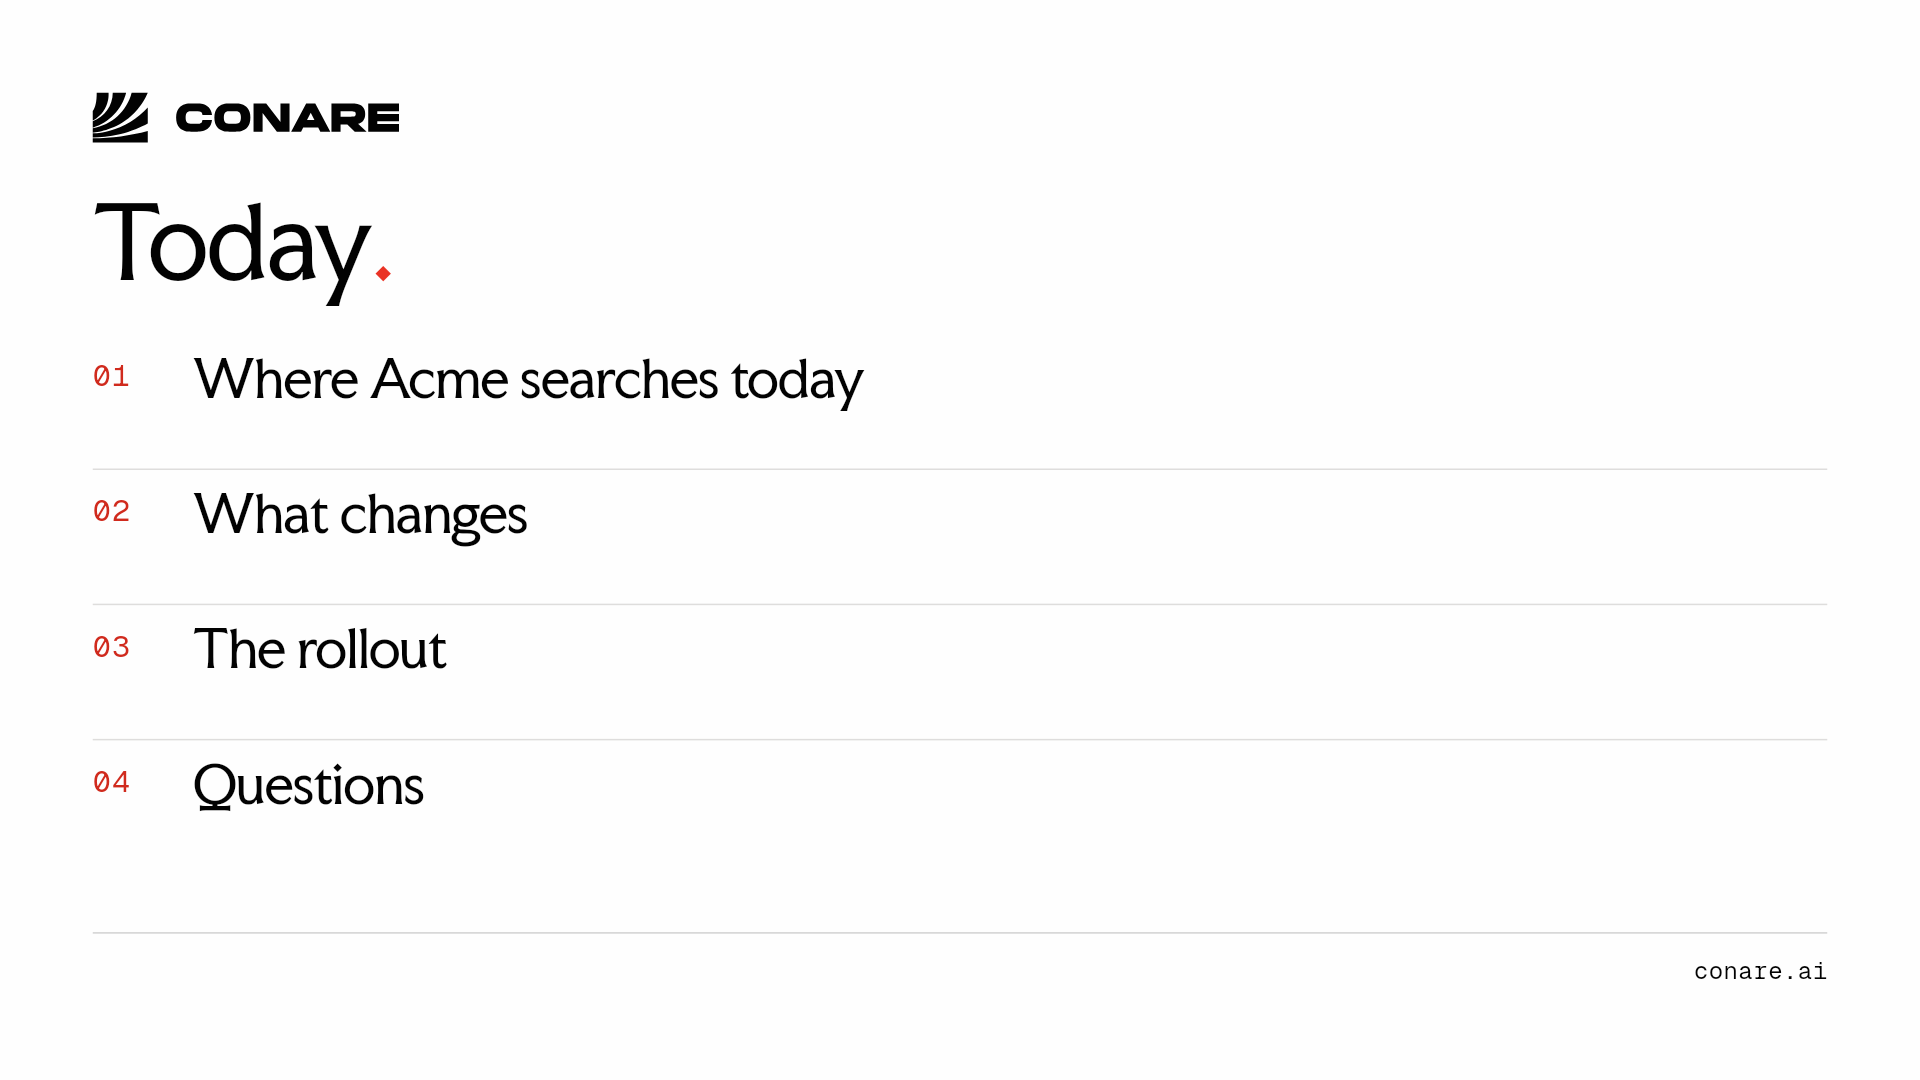 CONARE
Today.
01 Where Acme searches today
02 What changes
03 The rollout
04 Questions
conare.ai